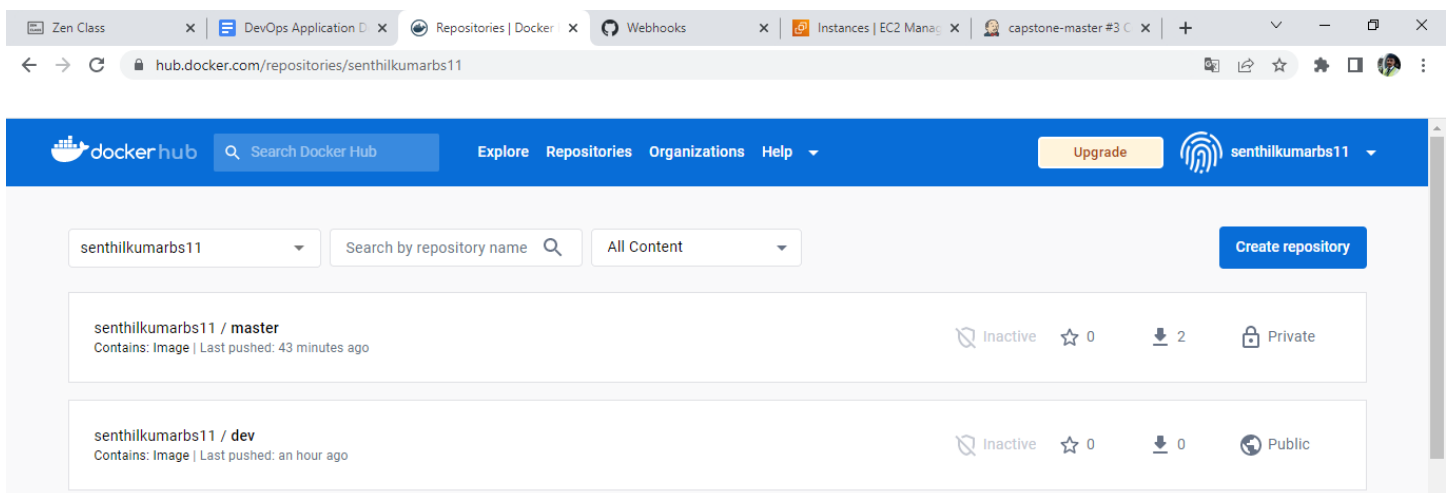 Zen Class
DevOps Application D
Repositories | Docker
Webhooks
Instances | EC2 Manag
capstone-master #3 C
hub.docker.com/repositories/senthilkumarbs11
dockerhub
Search Docker Hub
Explore Repositories Organizations Help
Upgrade
senthilkumarbs11
senthilkumarbs11
Search by repository name
All Content
Create repository
senthilkumarbs11 / master
Contains: Image | Last pushed: 43 minutes ago
Inactive 0 2 Private
senthilkumarbs11 / dev
Contains: Image | Last pushed: an hour ago
Inactive 0 0 Public